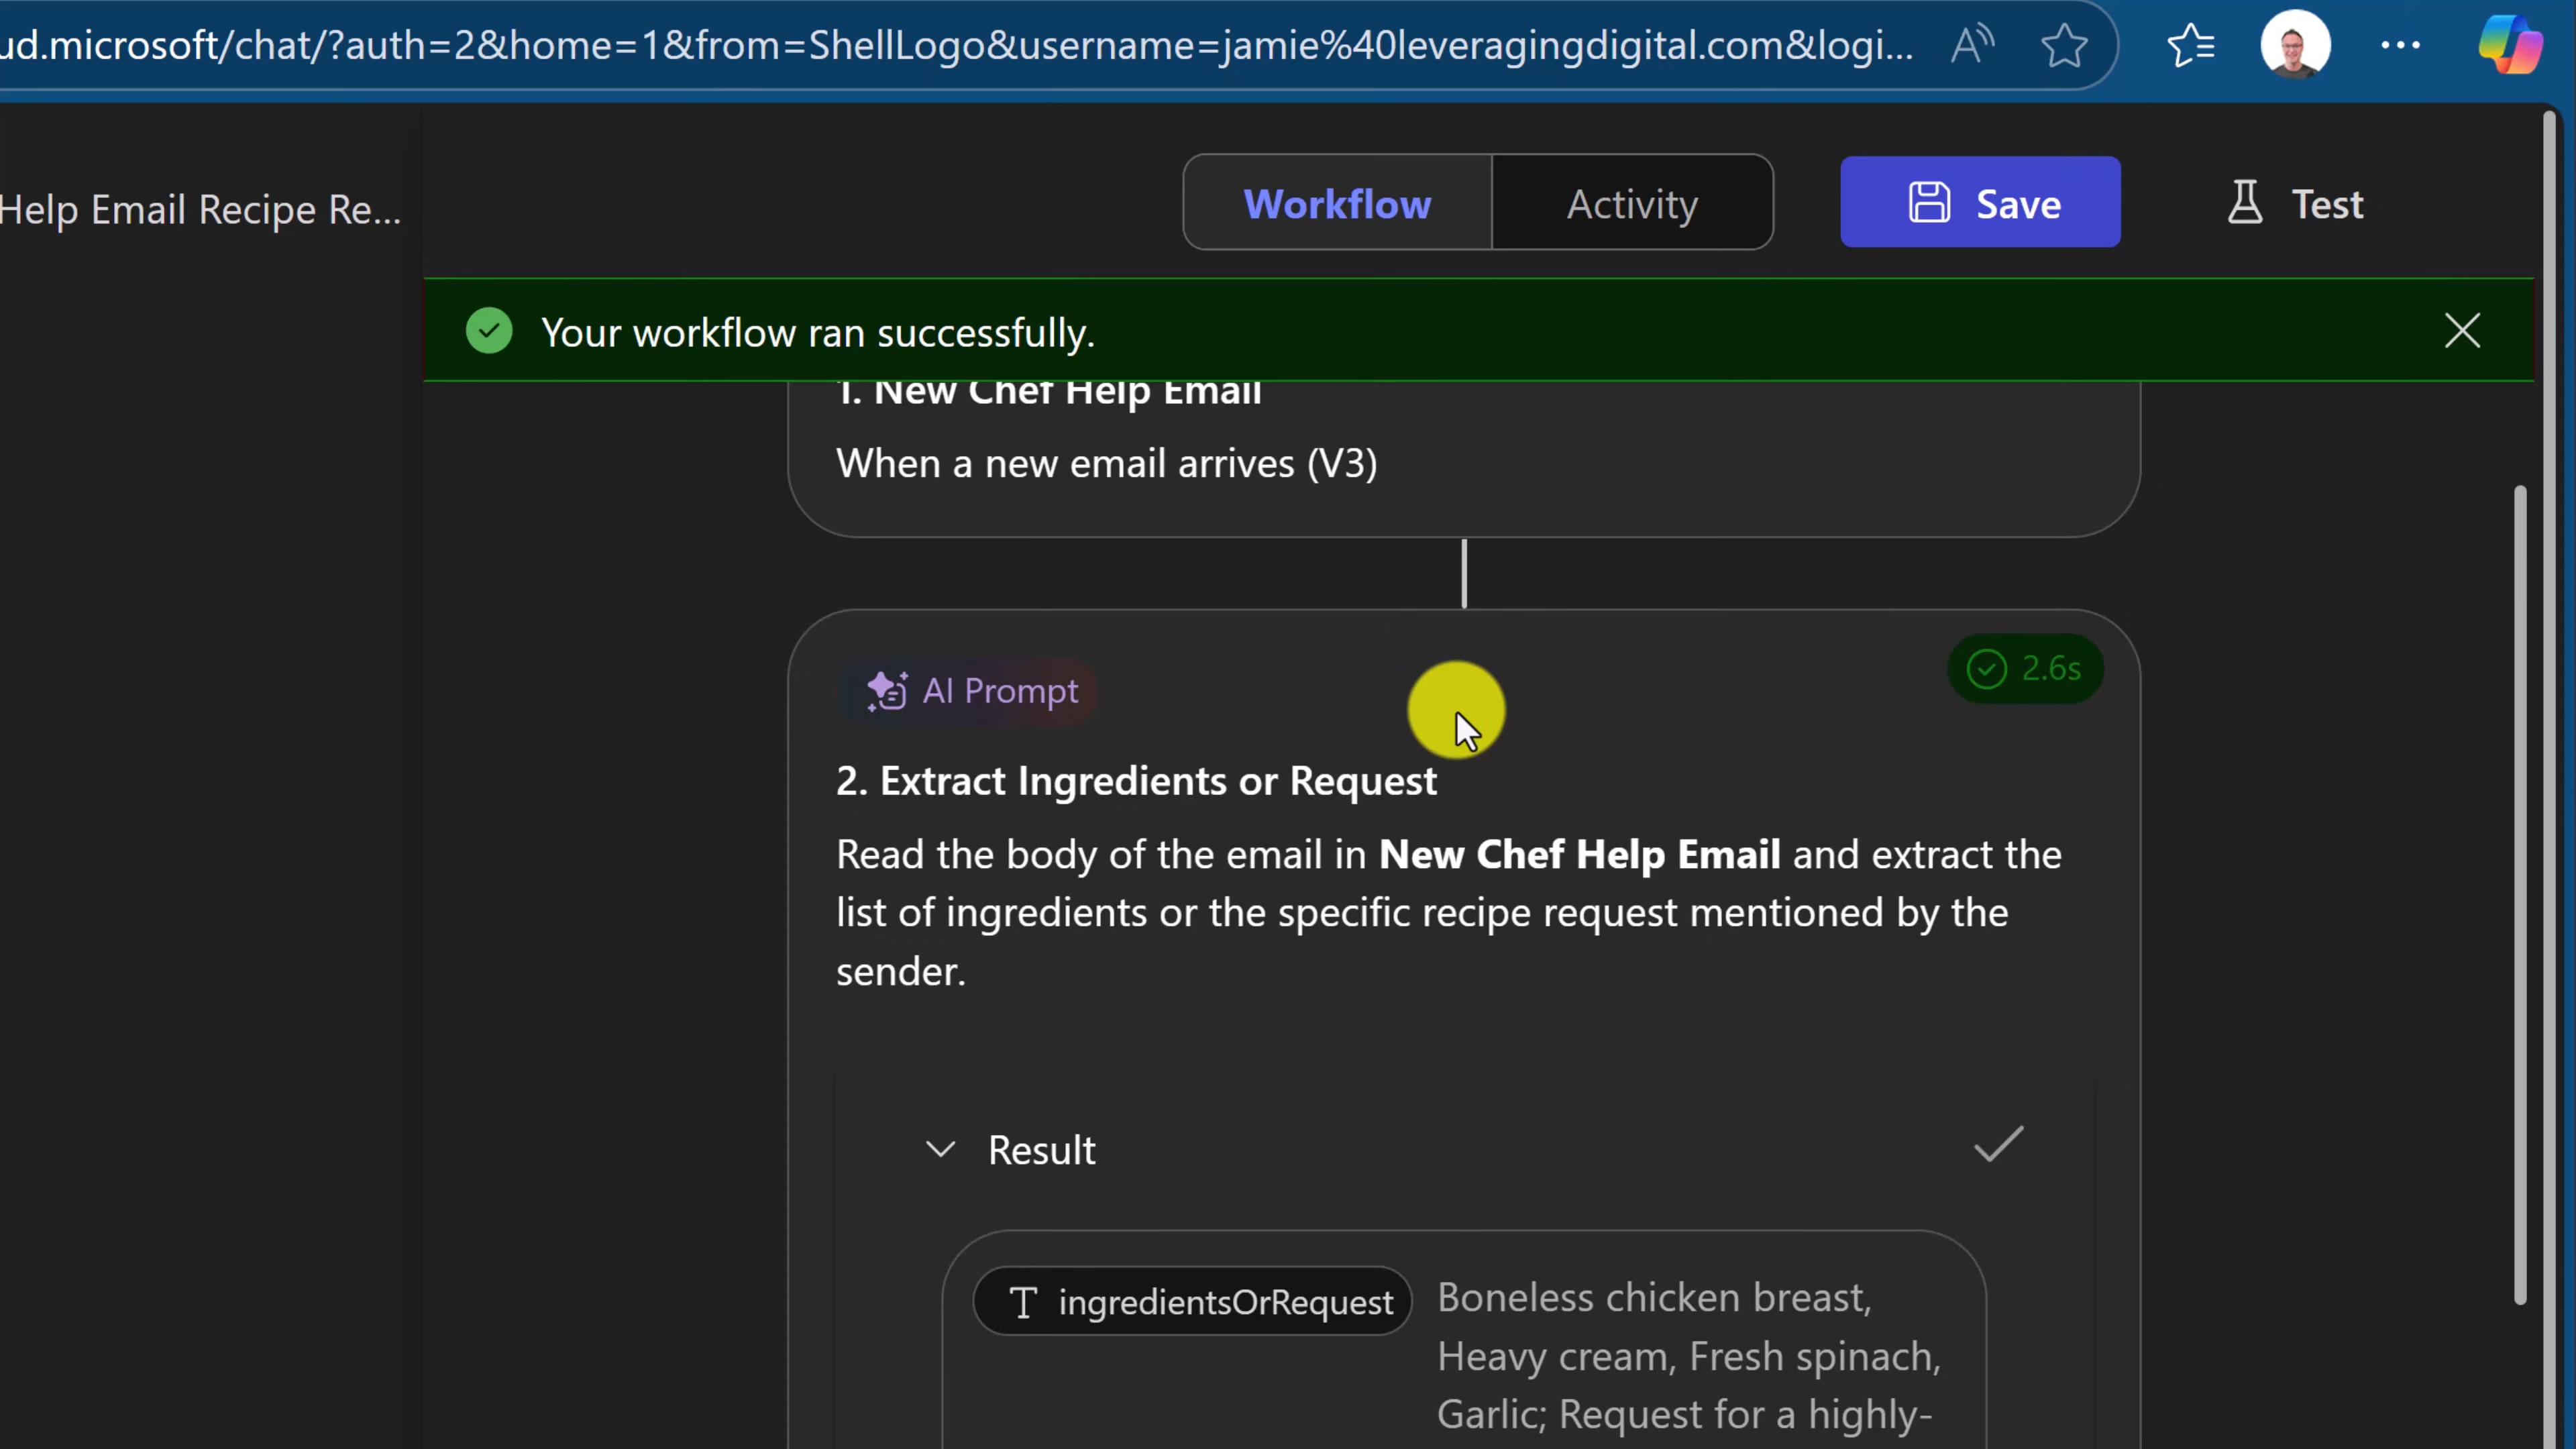 ud.microsoft/chat/?auth=2&home=1&from=ShellLogo&username=jamie%40leveragingdigital.com&logi...
Help Email Recipe Re...
Workflow
Activity
Save
Test
Your workflow ran successfully.
1. New Chef Help Email
When a new email arrives (V3)
AI Prompt
2.6s
2. Extract Ingredients or Request
Read the body of the email in New Chef Help Email and extract the
list of ingredients or the specific recipe request mentioned by the
sender.
Result
ingredientsOrRequest
Boneless chicken breast,
Heavy cream, Fresh spinach,
Garlic; Request for a highly-